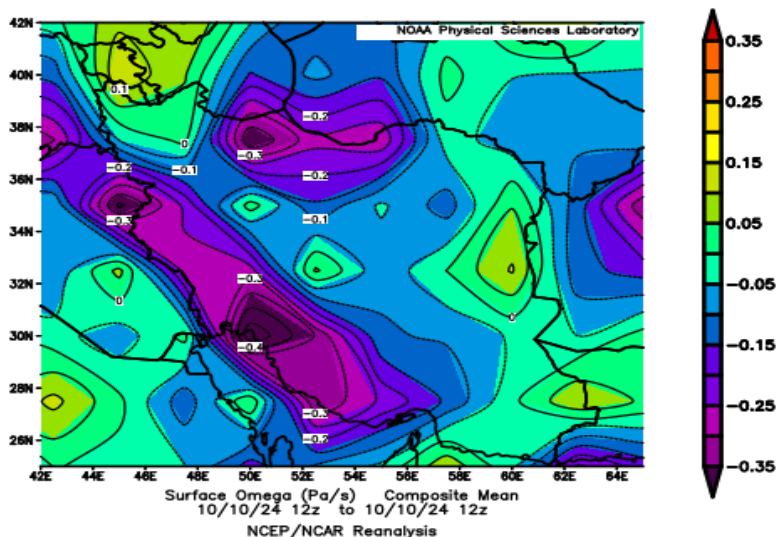 NOAA Physical Sciences Laboratory
42N
40N
38N
36N
34N
32N
30N
28N
26N
0.1
0
-0.1
-0.2
-0.3
-0.2
-0.2
-0.3
-0.1
-0.3
0
0
-0.4
-0.3
-0.2
42E 44E 46E 48E 50E 52E 54E 56E 58E 60E 62E 64E
0.35
0.25
0.15
0.05
-0.05
-0.15
-0.25
-0.35
Surface Omega (Pa/s) Composite Mean
10/10/24 12z to 10/10/24 12z
NCEP/NCAR Reanalysis